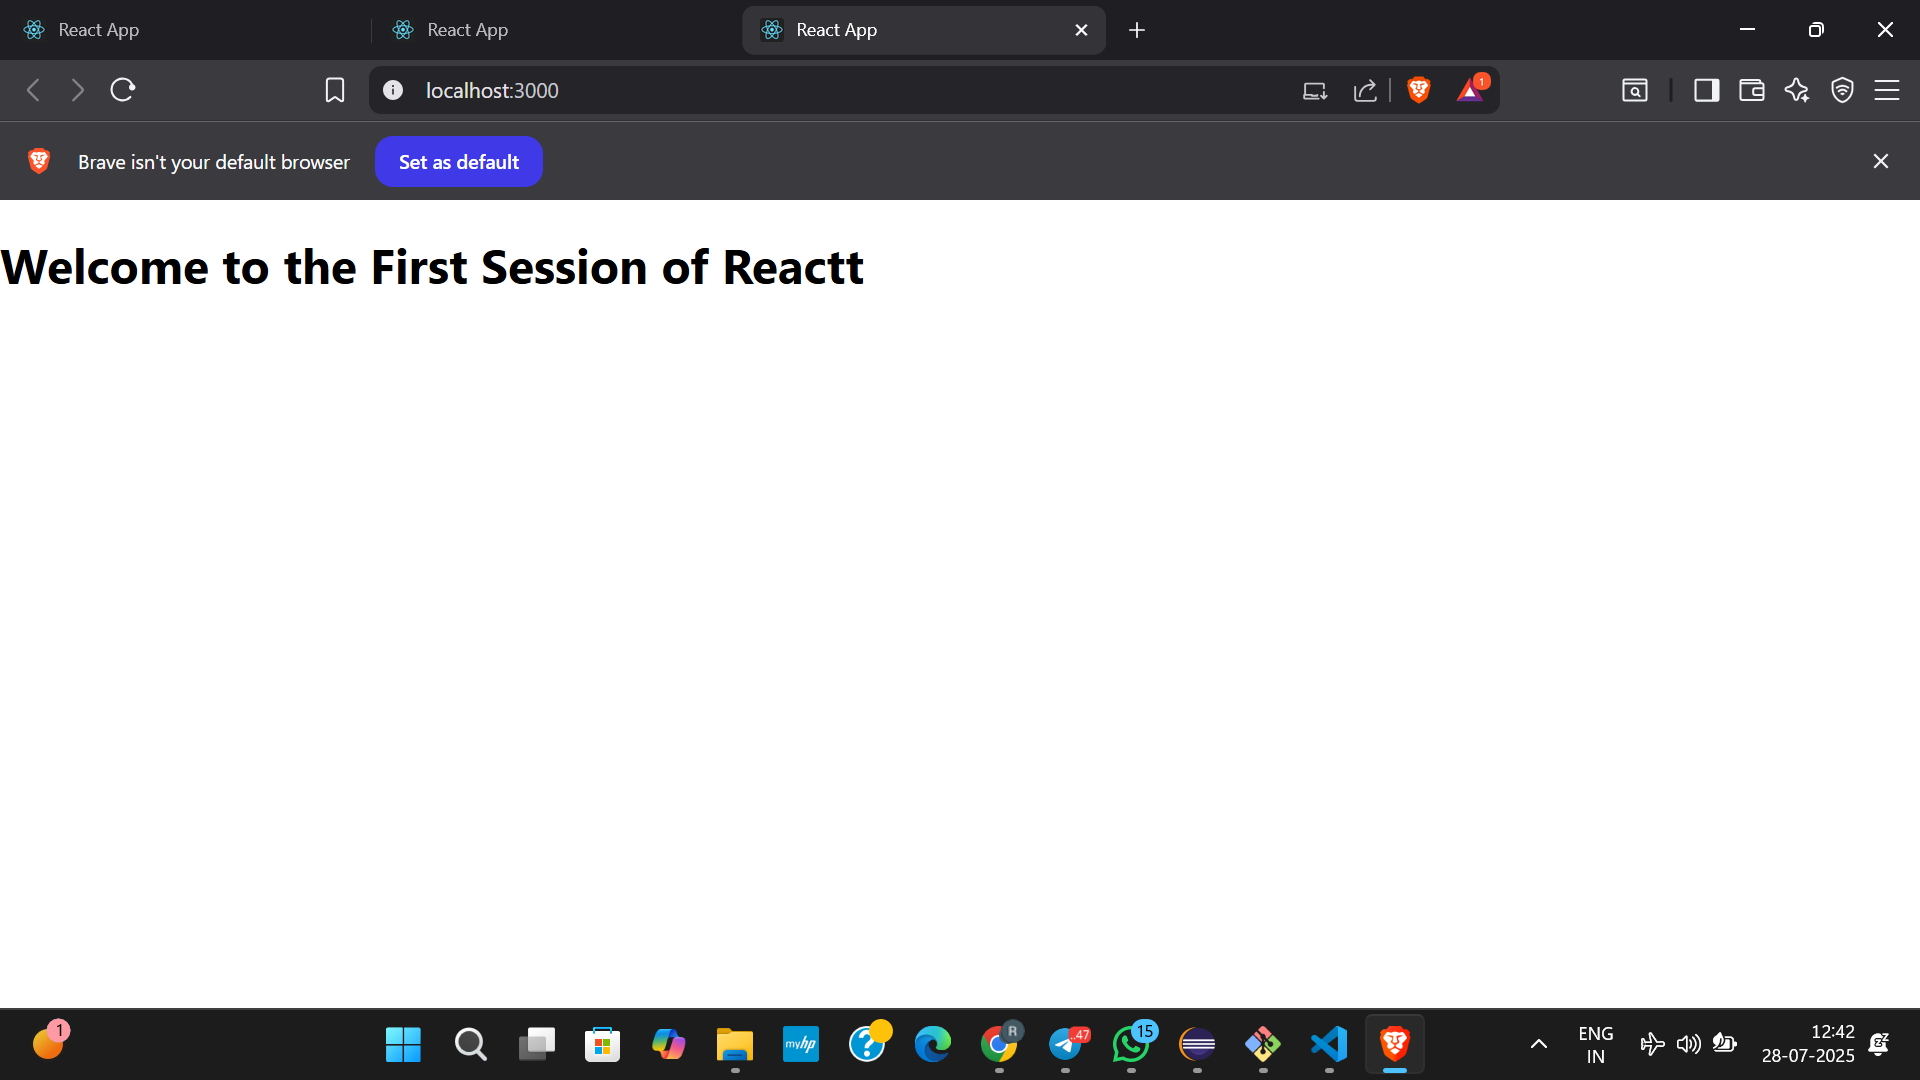 React App
React App
React App
localhost:3000
1
Brave isn't your default browser
Set as default
Welcome to the First Session of Reactt
1
myhp
?
R
..47
15
ENG
IN
12:42
28-07-2025